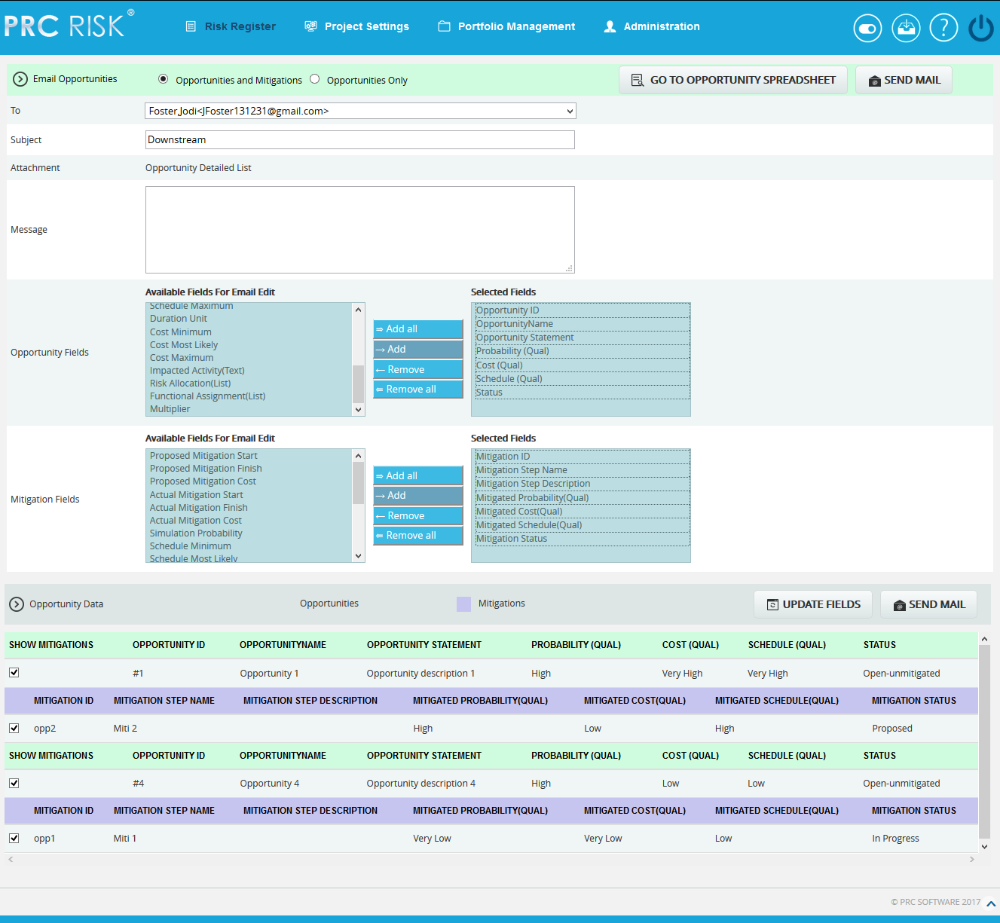 PRC RISK ®
Risk Register Project Settings Portfolio Management Administration
Email Opportunities Opportunities and Mitigations Opportunities Only GO TO OPPORTUNITY SPREADSHEET SEND MAIL
To Foster,Jodi<JFoster131231@gmail.com>
Subject Downstream
Attachment Opportunity Detailed List
Message
Opportunity Fields
Available Fields For Email Edit
Schedule Maximum
Duration Unit
Cost Minimum
Cost Most Likely
Cost Maximum
Impacted Activity(Text)
Risk Allocation(List)
Functional Assignment(List)
Multiplier
⇒ Add all
→ Add
← Remove
⇐ Remove all
Selected Fields
Opportunity ID
OpportunityName
Opportunity Statement
Probability (Qual)
Cost (Qual)
Schedule (Qual)
Status
Mitigation Fields
Available Fields For Email Edit
Proposed Mitigation Start
Proposed Mitigation Finish
Proposed Mitigation Cost
Actual Mitigation Start
Actual Mitigation Finish
Actual Mitigation Cost
Simulation Probability
Schedule Minimum
Schedule Most Likely
⇒ Add all
→ Add
← Remove
⇐ Remove all
Selected Fields
Mitigation ID
Mitigation Step Name
Mitigation Step Description
Mitigated Probability(Qual)
Mitigated Cost(Qual)
Mitigated Schedule(Qual)
Mitigation Status
Opportunity Data Opportunities Mitigations UPDATE FIELDS SEND MAIL
SHOW MITIGATIONS OPPORTUNITY ID OPPORTUNITYNAME OPPORTUNITY STATEMENT PROBABILITY (QUAL) COST (QUAL) SCHEDULE (QUAL) STATUS
#1 Opportunity 1 Opportunity description 1 High Very High Very High Open-unmitigated
MITIGATION ID MITIGATION STEP NAME MITIGATION STEP DESCRIPTION MITIGATED PROBABILITY(QUAL) MITIGATED COST(QUAL) MITIGATED SCHEDULE(QUAL) MITIGATION STATUS
opp2 Miti 2 High Low High Proposed
SHOW MITIGATIONS OPPORTUNITY ID OPPORTUNITYNAME OPPORTUNITY STATEMENT PROBABILITY (QUAL) COST (QUAL) SCHEDULE (QUAL) STATUS
#4 Opportunity 4 Opportunity description 4 High Low Low Open-unmitigated
MITIGATION ID MITIGATION STEP NAME MITIGATION STEP DESCRIPTION MITIGATED PROBABILITY(QUAL) MITIGATED COST(QUAL) MITIGATED SCHEDULE(QUAL) MITIGATION STATUS
opp1 Miti 1 Very Low Very Low Low In Progress
© PRC SOFTWARE 2017